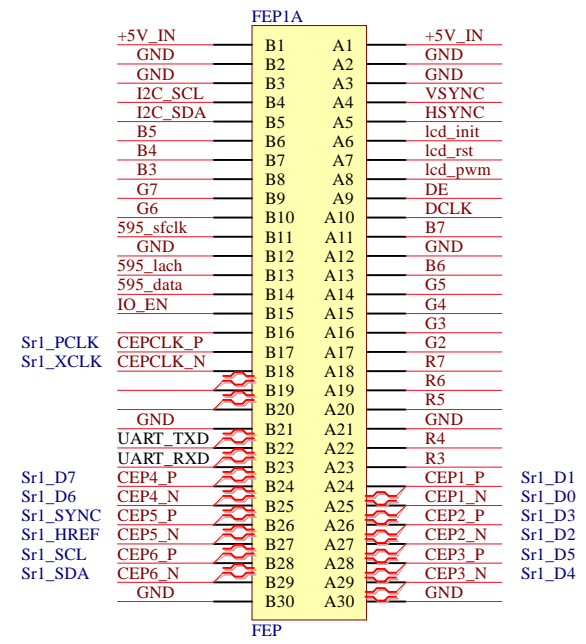 FEP1A
+5V_IN B1 A1 +5V_IN
GND B2 A2 GND
GND B3 A3 GND
I2C_SCL B4 A4 VSYNC
I2C_SDA B5 A5 HSYNC
B5 B6 A6 lcd_init
B4 B7 A7 lcd_rst
B3 B8 A8 lcd_pwm
G7 B9 A9 DE
G6 B10 A10 DCLK
595_sfclk B11 A11 B7
GND B12 A12 GND
595_lach B13 A13 B6
595_data B14 A14 G5
IO_EN B15 A15 G4
B16 A16 G3
Sr1_PCLK CEPCLK_P B17 A17 G2
Sr1_XCLK CEPCLK_N B18 A18 R7
B19 A19 R6
B20 A20 R5
GND B21 A21 GND
UART_TXD B22 A22 R4
UART_RXD B23 A23 R3
Sr1_D7 CEP4_P B24 A24 CEP1_P Sr1_D1
Sr1_D6 CEP4_N B25 A25 CEP1_N Sr1_D0
Sr1_SYNC CEP5_P B26 A26 CEP2_P Sr1_D3
Sr1_HREF CEP5_N B27 A27 CEP2_N Sr1_D2
Sr1_SCL CEP6_P B28 A28 CEP3_P Sr1_D5
Sr1_SDA CEP6_N B29 A29 CEP3_N Sr1_D4
GND B30 A30 GND
FEP